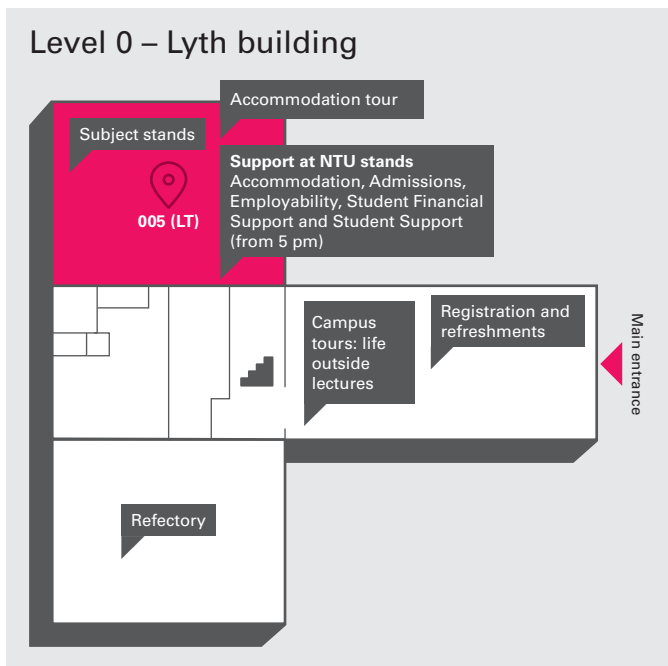 Level 0 – Lyth building
Accommodation tour
Subject stands
Support at NTU stands
Accommodation, Admissions,
Employability, Student Financial
Support and Student Support
(from 5 pm)
005 (LT)
Campus
tours: life
outside
lectures
Registration and
refreshments
Main entrance
Refectory